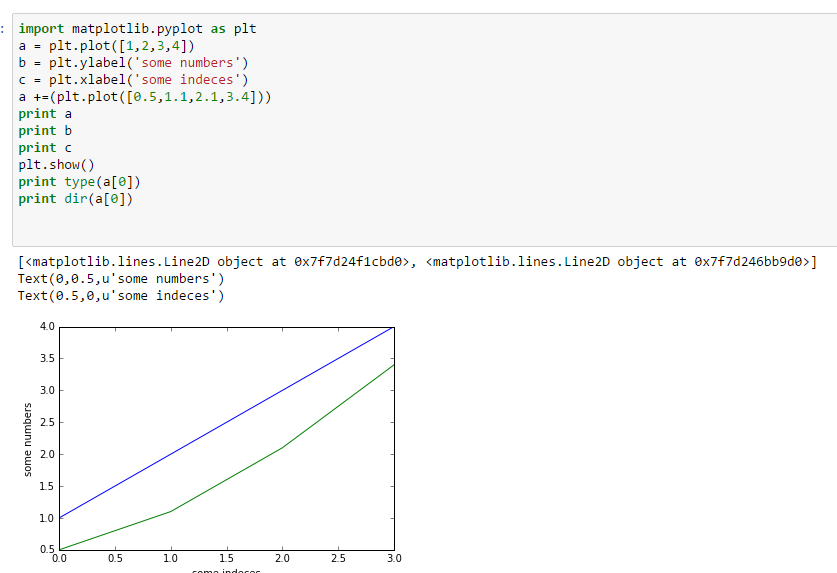 :
import matplotlib.pyplot as plt
a = plt.plot([1,2,3,4])
b = plt.ylabel('some numbers')
c = plt.xlabel('some indeces')
a +=(plt.plot([0.5,1.1,2.1,3.4]))
print a
print b
print c
plt.show()
print type(a[0])
print dir(a[0])
[<matplotlib.lines.Line2D object at 0x7f7d24f1cbd0>, <matplotlib.lines.Line2D object at 0x7f7d246bb9d0>]
Text(0,0.5,u'some numbers')
Text(0.5,0,u'some indeces')
4.0
3.5
3.0
2.5
2.0
1.5
1.0
0.5
some numbers
0.0 0.5 1.0 1.5 2.0 2.5 3.0
some indeces